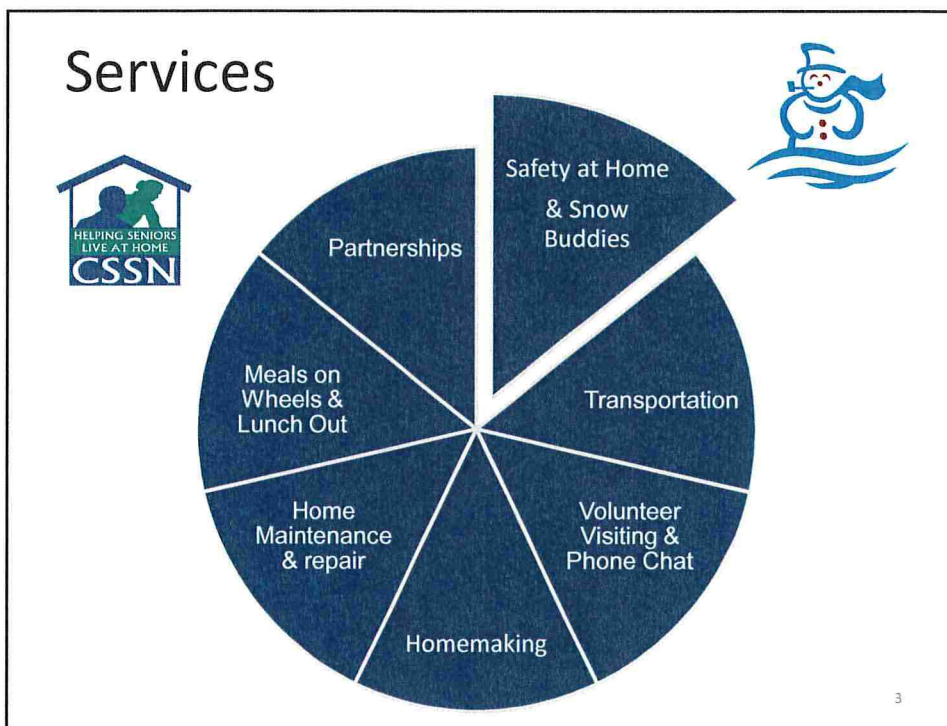 Services
HELPING SENIORS
LIVE AT HOME
CSSN
Safety at Home
& Snow
Buddies
Partnerships
Transportation
Meals on
Wheels &
Lunch Out
Home
Maintenance
& repair
Volunteer
Visiting &
Phone Chat
Homemaking
3